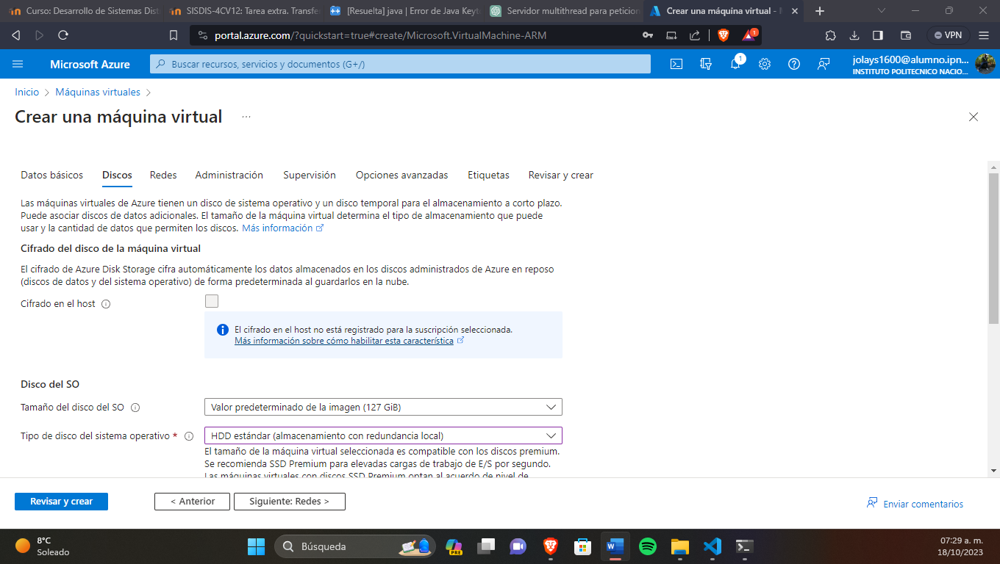 Curso: Desarrollo de Sistemas Dist
SISDIS-4CV12: Tarea extra. Transfe
[Resuelta] java | Error de Java Keyt
Servidor multithread para peticion
Crear una máquina virtual -
portal.azure.com/?quickstart=true#create/Microsoft.VirtualMachine-ARM
1
VPN
Microsoft Azure
Buscar recursos, servicios y documentos (G+/)
1
jolays1600@alumno.ipn...
INSTITUTO POLITECNICO NACIO...
Inicio > Máquinas virtuales >
Crear una máquina virtual ...
Datos básicos Discos Redes Administración Supervisión Opciones avanzadas Etiquetas Revisar y crear
Las máquinas virtuales de Azure tienen un disco de sistema operativo y un disco temporal para el almacenamiento a corto plazo.
Puede asociar discos de datos adicionales. El tamaño de la máquina virtual determina el tipo de almacenamiento que puede
usar y la cantidad de datos que permiten los discos. Más información
Cifrado del disco de la máquina virtual
El cifrado de Azure Disk Storage cifra automáticamente los datos almacenados en los discos administrados de Azure en reposo
(discos de datos y del sistema operativo) de forma predeterminada al guardarlos en la nube.
Cifrado en el host
El cifrado en el host no está registrado para la suscripción seleccionada.
Más información sobre cómo habilitar esta característica
Disco del SO
Tamaño del disco del SO
Valor predeterminado de la imagen (127 GiB)
Tipo de disco del sistema operativo *
HDD estándar (almacenamiento con redundancia local)
El tamaño de la máquina virtual seleccionada es compatible con los discos premium.
Se recomienda SSD Premium para elevadas cargas de trabajo de E/S por segundo.
Las máquinas virtuales con discos SSD Premium optan al acuerdo de nivel de
Revisar y crear
< Anterior
Siguiente: Redes >
Enviar comentarios
8°C
Soleado
Búsqueda
PRE
07:29 a. m.
18/10/2023